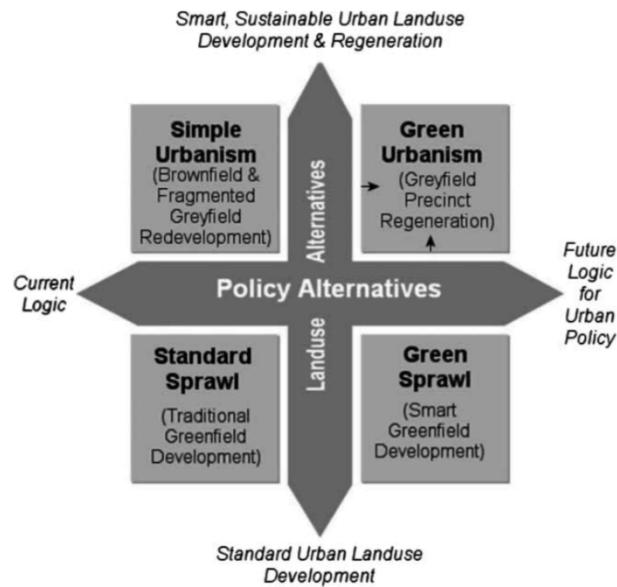 Smart, Sustainable Urban Landuse
Development & Regeneration
Simple
Urbanism
(Brownfield &
Fragmented
Greyfield
Redevelopment)
Alternatives
Green
Urbanism
(Greyfield
Precinct
Regeneration)
Current
Logic
Policy Alternatives
Future
Logic
for
Urban
Policy
Standard
Sprawl
(Traditional
Greenfield
Development)
Landuse
Green
Sprawl
(Smart
Greenfield
Development)
Standard Urban Landuse
Development